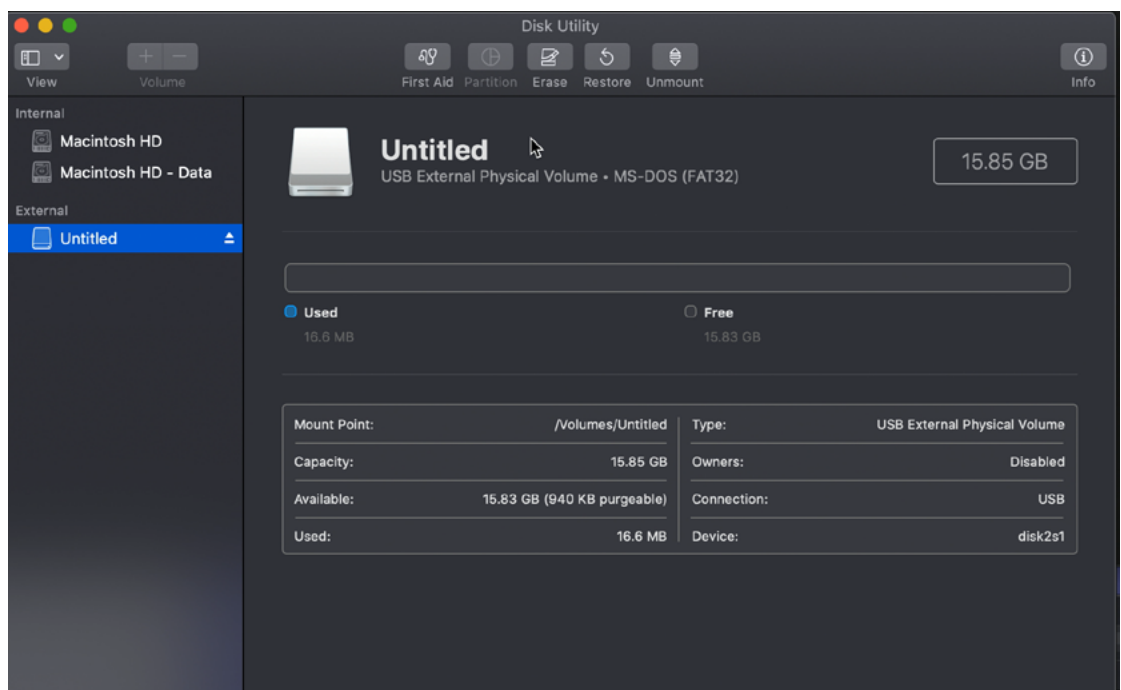 Disk Utility
View Volume First Aid Partition Erase Restore Unmount Info
Internal
Macintosh HD
Macintosh HD - Data
External
Untitled
Untitled
USB External Physical Volume • MS-DOS (FAT32)
15.85 GB
Used Free
16.6 MB 15.83 GB
Mount Point: /Volumes/Untitled Type: USB External Physical Volume
Capacity: 15.85 GB Owners: Disabled
Available: 15.83 GB (940 KB purgeable) Connection: USB
Used: 16.6 MB Device: disk2s1